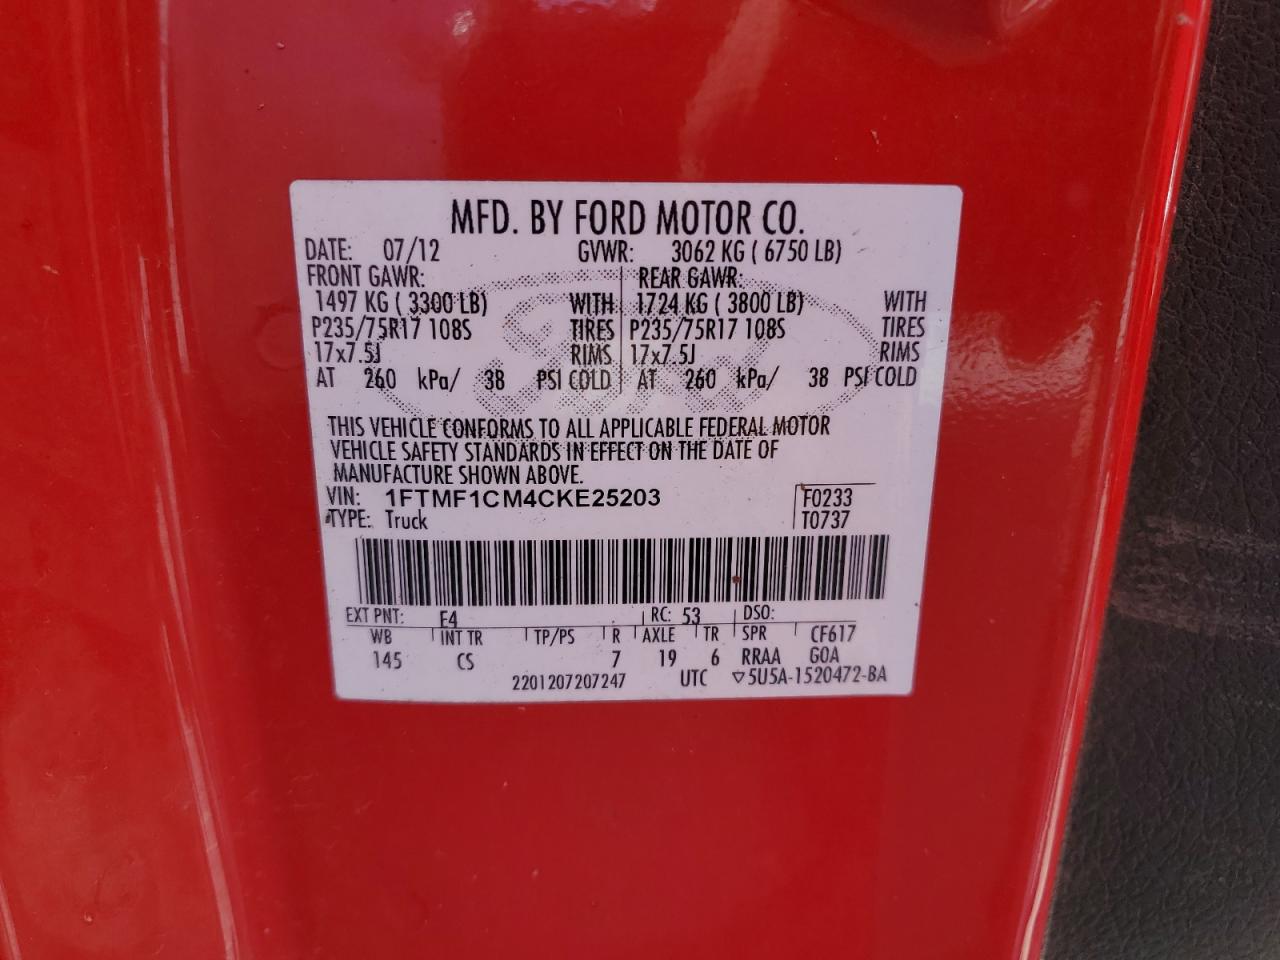 MFD. BY FORD MOTOR CO.
DATE: 07/12 GVWR: 3062 KG ( 6750 LB)
FRONT GAWR: REAR GAWR:
1497 KG ( 3300 LB) WITH 1724 KG ( 3800 LB) WITH
P235/75R17 108S TIRES P235/75R17 108S TIRES
17x7.5J RIMS 17x7.5J RIMS
AT 260 kPa/ 38 PSI COLD AT 260 kPa/ 38 PSI COLD
THIS VEHICLE CONFORMS TO ALL APPLICABLE FEDERAL MOTOR
VEHICLE SAFETY STANDARDS IN EFFECT ON THE DATE OF
MANUFACTURE SHOWN ABOVE.
VIN: 1FTMF1CM4CKE25203 F0233
TYPE: Truck T0737
EXT PNT: E4 RC: 53 DSO:
WB INT TR TP/PS R AXLE TR SPR CF617
145 CS 7 19 6 RRAA GOA
2201207207247 UTC ▽5U5A-1520472-BA